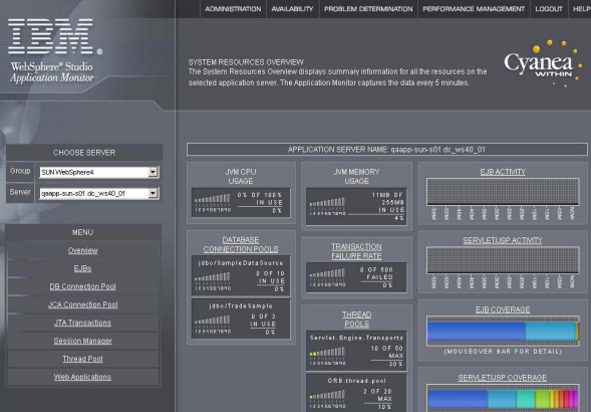 ADMINISTRATION AVAILABILITY PROBLEM DETERMINATION PERFORMANCE MANAGEMENT LOGOUT HELP
IBM
WebSphere® Studio
Application Monitor
SYSTEM RESOURCES OVERVIEW
The System Resources Overview displays summary information for all the resources on the
selected application server. The Application Monitor captures the data every 5 minutes.
Cyanea
WITHIN
CHOOSE SERVER
Group SUNWebSphere4
Server qaapp-sun-s01.dc_ws40_01
MENU
Overview
EJBs
DB Connection Pool
JCA Connection Pool
JTA Transactions
Session Manager
Thread Pool
Web Applications
APPLICATION SERVER NAME: qaapp-sun-s01.dc_ws40_01
JVM CPU
USAGE
0% OF 100%
IN USE
0%
JVM MEMORY
USAGE
11MB OF
255MB
IN USE
4%
EJB ACTIVITY
NOW
DATABASE
CONNECTION POOLS
jdbc/SampleDataSource
0 OF 10
IN USE
0%
jdbc/TradeSample
0 OF 3
IN USE
0%
TRANSACTION
FAILURE RATE
0 OF 500
FAILED
0%
SERVLET/JSP ACTIVITY
NOW
THREAD
POOLS
Servlet.Engine.Transports
10 OF 50
MAX
20%
ORB.thread.pool
2 OF 20
MAX
10%
EJB COVERAGE
(MOUSEOVER BAR FOR DETAIL)
SERVLET/JSP COVERAGE